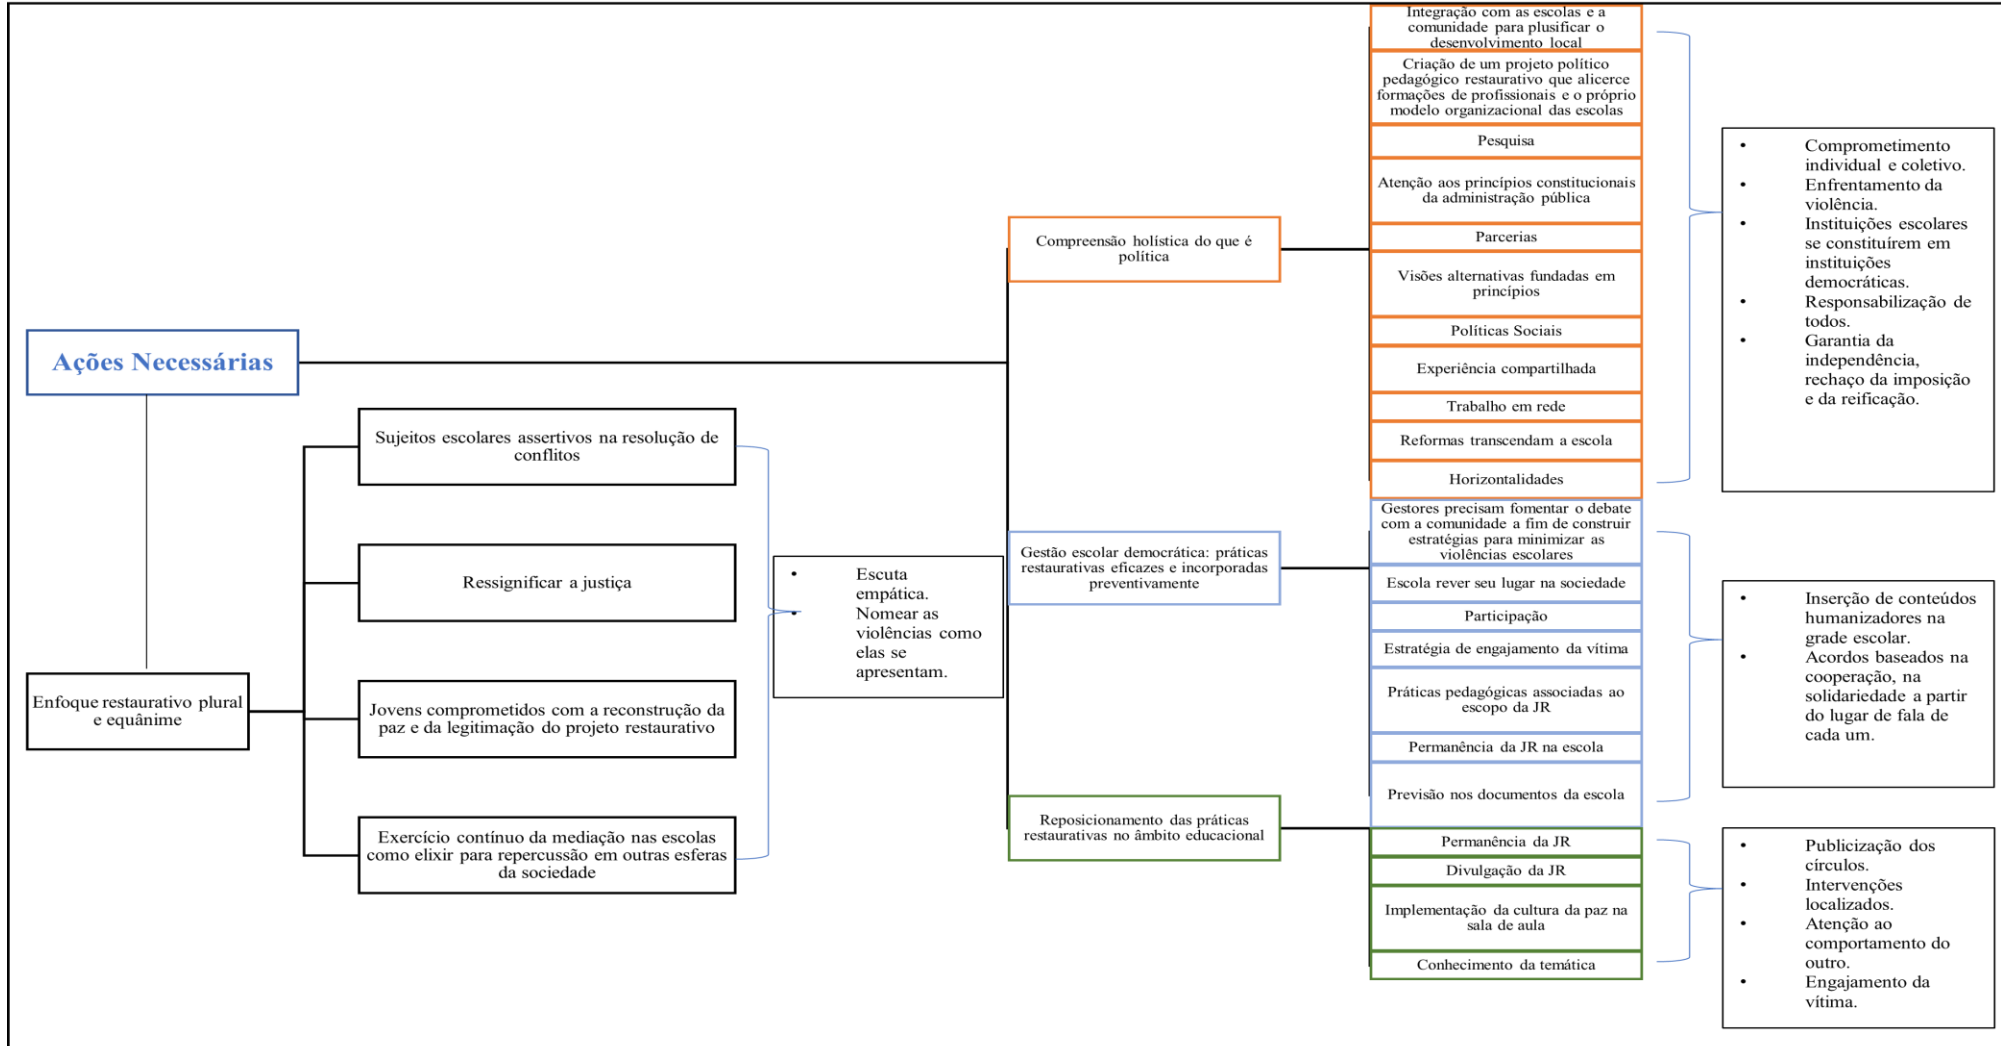 Ações Necessárias
Enfoque restaurativo plural
e equânime
Sujeitos escolares assertivos na resolução de
conflitos
Ressignificar a justiça
Jovens comprometidos com a reconstrução da
paz e da legitimação do projeto restaurativo
Exercício contínuo da mediação nas escolas
como elixir para repercussão em outras esferas
da sociedade
• Escuta
empática.
• Nomear as
violências como
elas se
apresentam.
Compreensão holística do que é
política
Integração com as escolas e a
comunidade para plusificar o
desenvolvimento local
Criação de um projeto político
pedagógico restaurativo que alicerce
formações de profissionais e o próprio
modelo organizacional das escolas
Pesquisa
Atenção aos princípios constitucionais
da administração pública
Parcerias
Visões alternativas fundadas em
princípios
Políticas Sociais
Experiência compartilhada
Trabalho em rede
Reformas transcendam a escola
Horizontalidades
• Comprometimento
individual e coletivo.
• Enfrentamento da
violência.
• Instituições escolares
se constituírem em
instituições
democráticas.
• Responsabilização de
todos.
• Garantia da
independência,
rechaço da imposição
e da reificação.
Gestão escolar democrática: práticas
restaurativas eficazes e incorporadas
preventivamente
Gestores precisam fomentar o debate
com a comunidade a fim de construir
estratégias para minimizar as
violências escolares
Escola rever seu lugar na sociedade
Participação
Estratégia de engajamento da vítima
Práticas pedagógicas associadas ao
escopo da JR
Permanência da JR na escola
Previsão nos documentos da escola
• Inserção de conteúdos
humanizadores na
grade escolar.
• Acordos baseados na
cooperação, na
solidariedade a partir
do lugar de fala de
cada um.
Reposicionamento das práticas
restaurativas no âmbito educacional
Permanência da JR
Divulgação da JR
Implementação da cultura da paz na
sala de aula
Conhecimento da temática
• Publicização dos
círculos.
• Intervenções
localizados.
• Atenção ao
comportamento do
outro.
• Engajamento da
vítima.